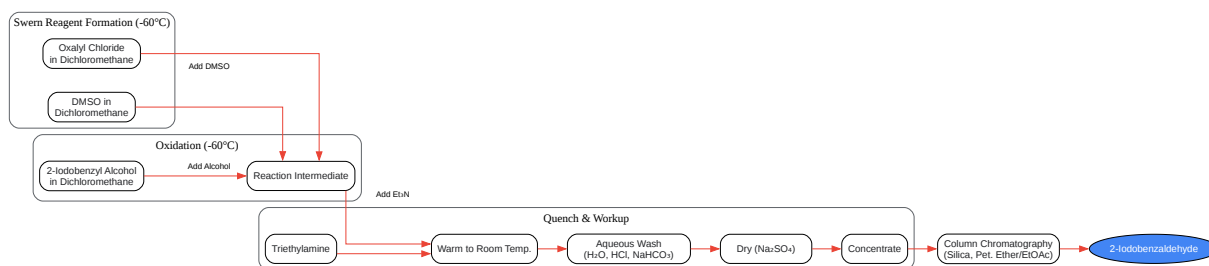 Swern Reagent Formation (-60°C)
Oxalyl Chloride
in Dichloromethane
Add DMSO
DMSO in
Dichloromethane
Oxidation (-60°C)
2-Iodobenzyl Alcohol
in Dichloromethane
Add Alcohol
Reaction Intermediate
Add Et₃N
Quench & Workup
Triethylamine
Warm to Room Temp.
Aqueous Wash
(H₂O, HCl, NaHCO₃)
Dry (Na₂SO₄)
Concentrate
Column Chromatography
(Silica, Pet. Ether/EtOAc)
2-Iodobenzaldehyde